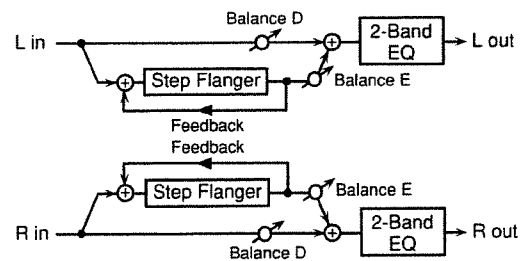 Balance D
L in
2-Band
EQ
L out
Step Flanger
Balance E
Feedback
Feedback
Step Flanger
Balance E
R in
2-Band
EQ
R out
Balance D